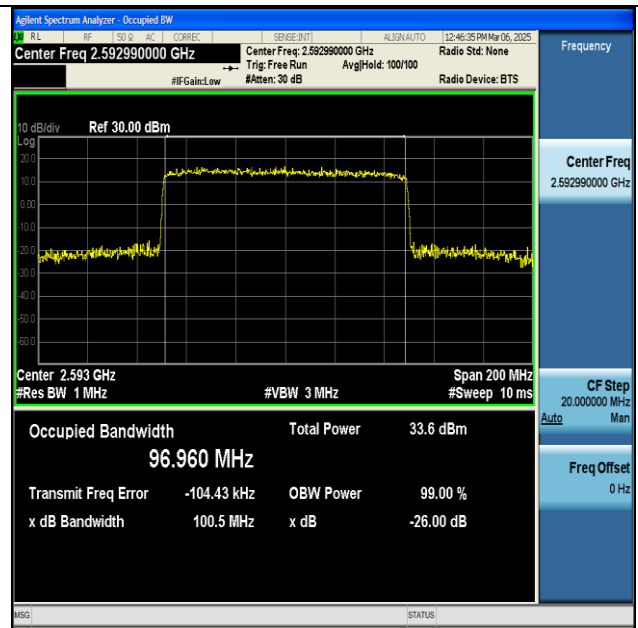 Agilent Spectrum Analyzer - Occupied BW
RL RF 50 Ω AC CORREC SENSE:INT ALIGN AUTO 12:46:35 PM Mar 06, 2025
Center Freq 2.592990000 GHz Center Freq: 2.592990000 GHz Radio Std: None
Trig: Free Run Avg|Hold: 100/100
#IFGain:Low #Atten: 30 dB Radio Device: BTS
Frequency
10 dB/div Ref 30.00 dBm
Log
20.0
10.0
0.00
-10.0
-20.0
-30.0
-40.0
-50.0
-60.0
Center 2.593 GHz Span 200 MHz
#Res BW 1 MHz #VBW 3 MHz #Sweep 10 ms
Occupied Bandwidth Total Power 33.6 dBm
96.960 MHz
Transmit Freq Error -104.43 kHz OBW Power 99.00 %
x dB Bandwidth 100.5 MHz x dB -26.00 dB
Center Freq
2.592990000 GHz
CF Step
20.000000 MHz
Auto Man
Freq Offset
0 Hz
MSG STATUS